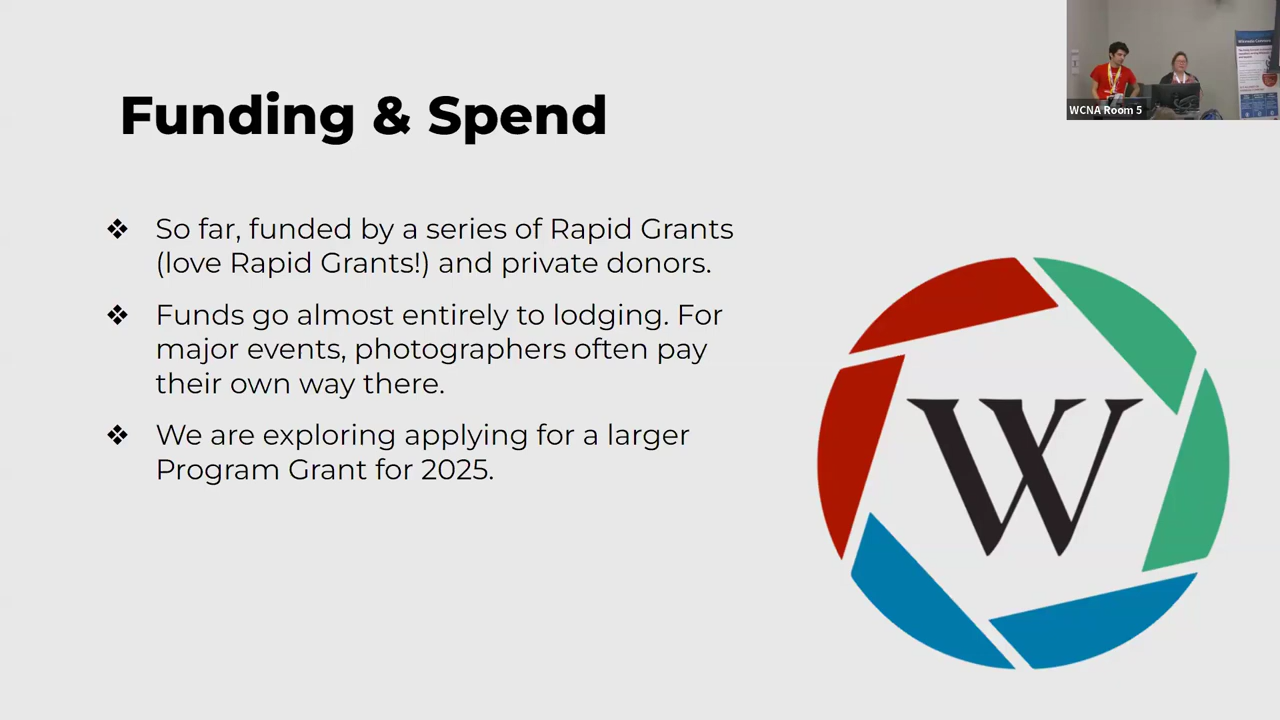 Funding & Spend
WCNA Room 5
❖ So far, funded by a series of Rapid Grants
(love Rapid Grants!) and private donors.
❖ Funds go almost entirely to lodging. For
major events, photographers often pay
their own way there.
❖ We are exploring applying for a larger
Program Grant for 2025.
W
Wikimedia Commons